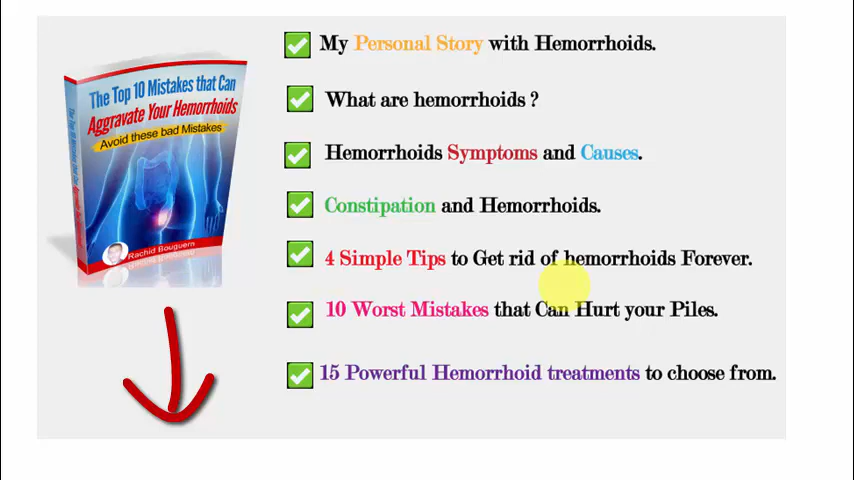 The Top 10 Mistakes that Can
Aggravate Your Hemorrhoids
Avoid these bad Mistakes
Rachid Bouguern
My Personal Story with Hemorrhoids.
What are hemorrhoids ?
Hemorrhoids Symptoms and Causes.
Constipation and Hemorrhoids.
4 Simple Tips to Get rid of hemorrhoids Forever.
10 Worst Mistakes that Can Hurt your Piles.
15 Powerful Hemorrhoid treatments to choose from.